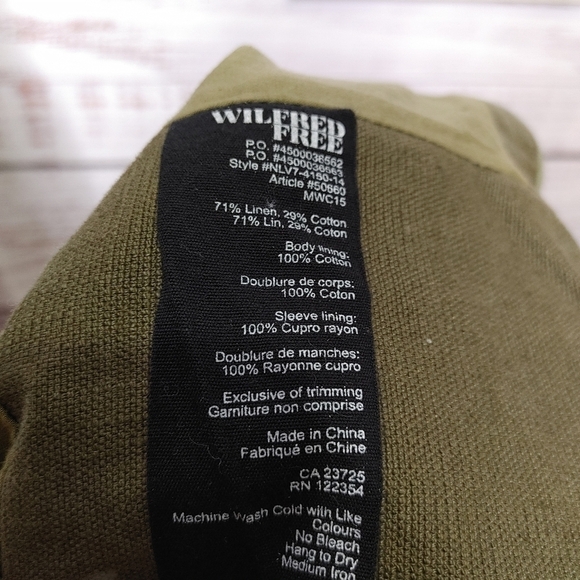 WILFRED
FREE
P.O. #4500036562
P.O. #4500036563
Style #NLV7-4150-14
Article #50660
MWC15
71% Linen, 29% Cotton
71% Lin, 29% Coton
Body lining:
100% Cotton
Doublure de corps:
100% Coton
Sleeve lining:
100% Cupro rayon
Doublure de manches:
100% Rayonne cupro
Exclusive of trimming
Garniture non comprise
Made in China
Fabriqué en Chine
CA 23725
RN 122354
Machine Wash Cold with Like
Colours
No Bleach
Hang to Dry
Medium Iron